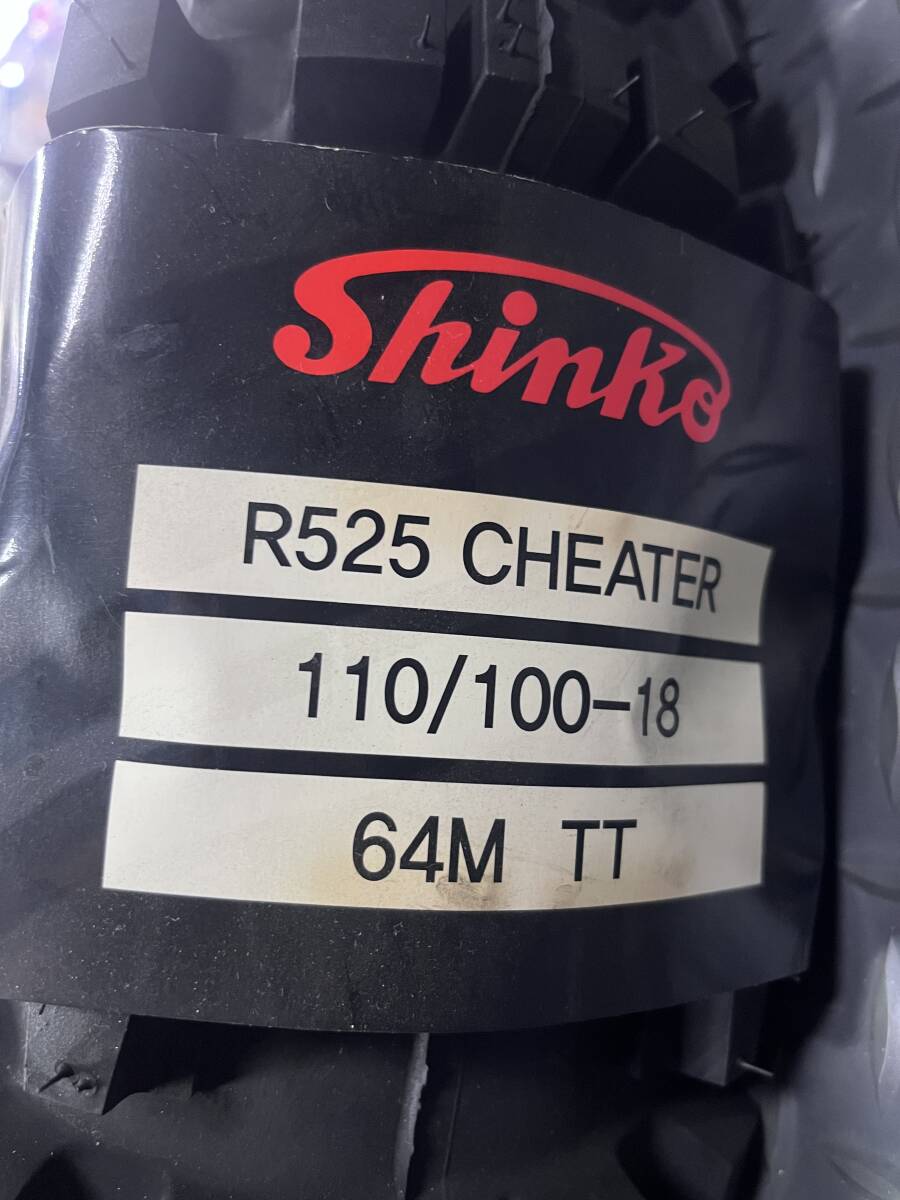 Shinko
R525 CHEATER
110/100-18
64M TT